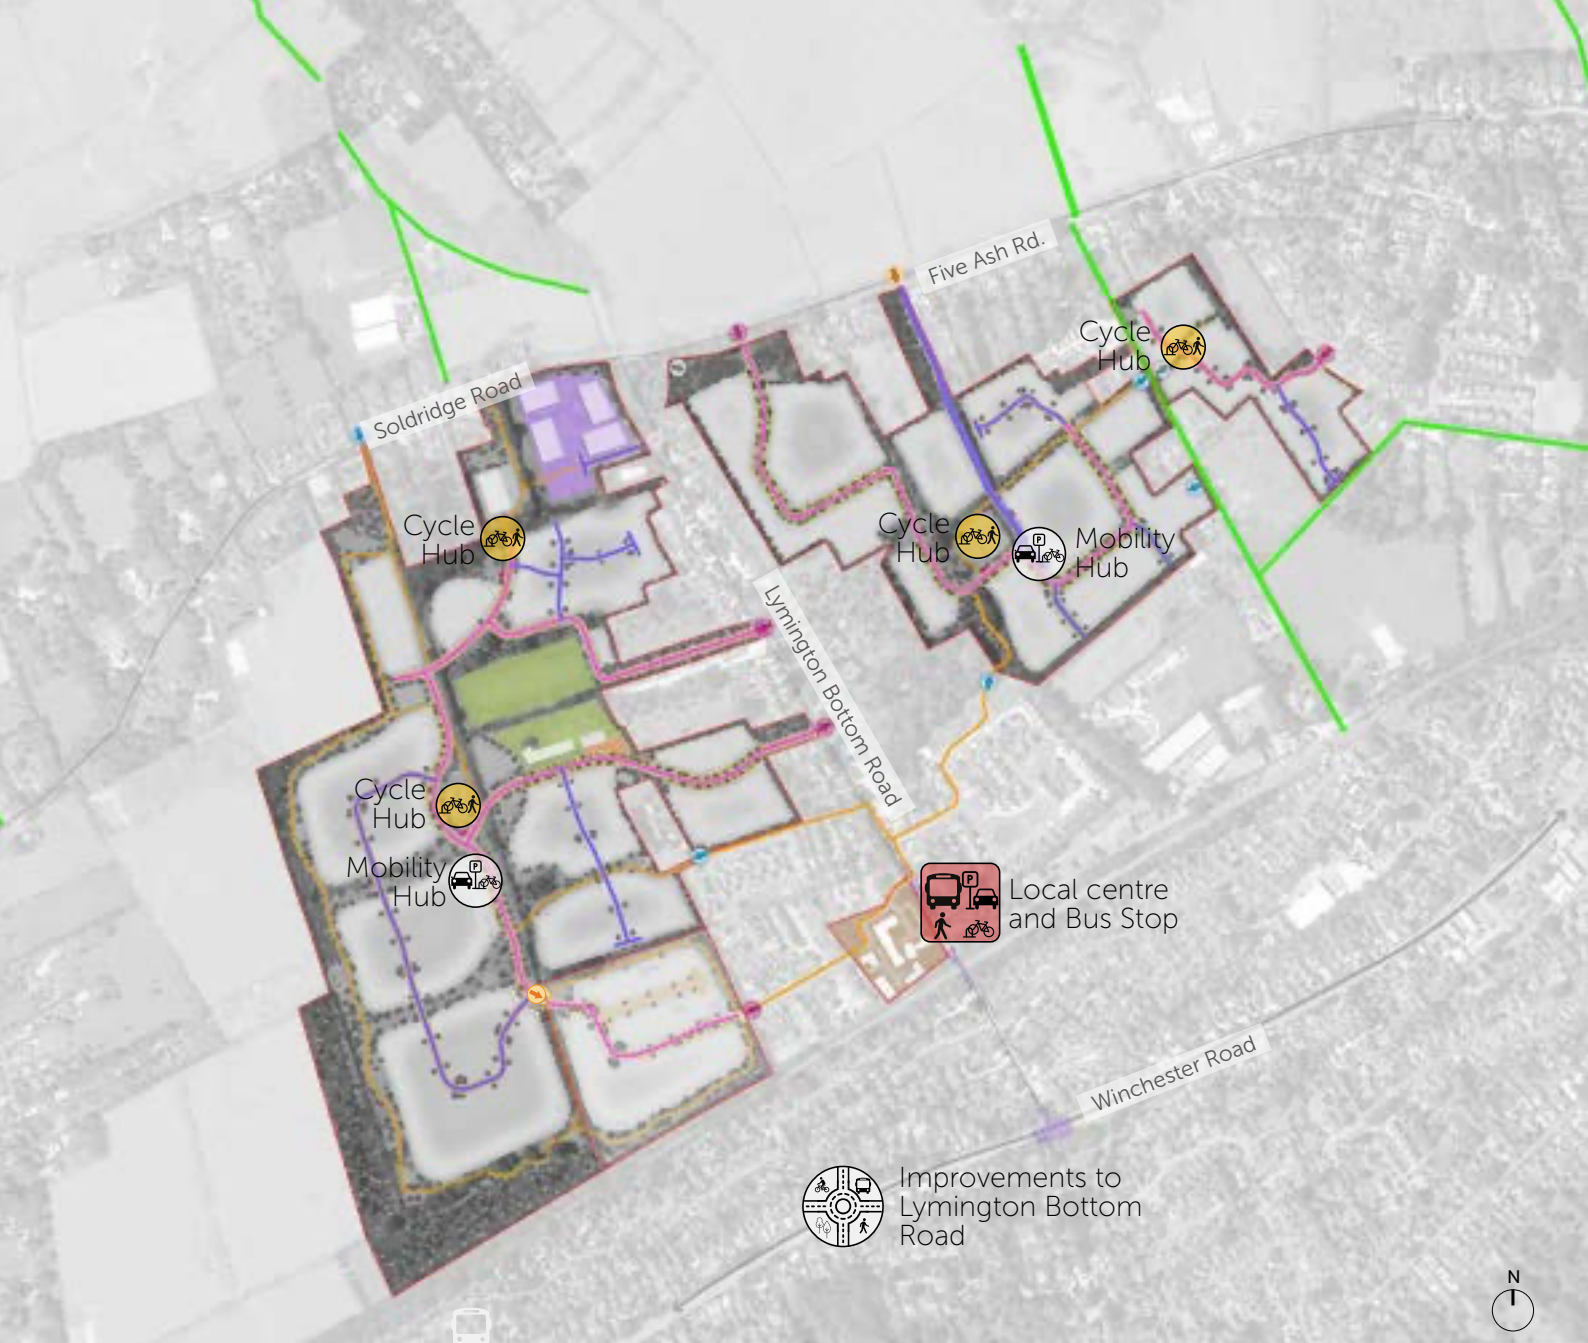 Five Ash Rd.
Cycle
Hub
Soldridge Road
Cycle
Hub
Cycle
Hub
P
Mobility
Hub
Lymington Bottom Road
Cycle
Hub
P
Mobility
Hub
P
Local centre
and Bus Stop
Winchester Road
Improvements to
Lymington Bottom
Road
N